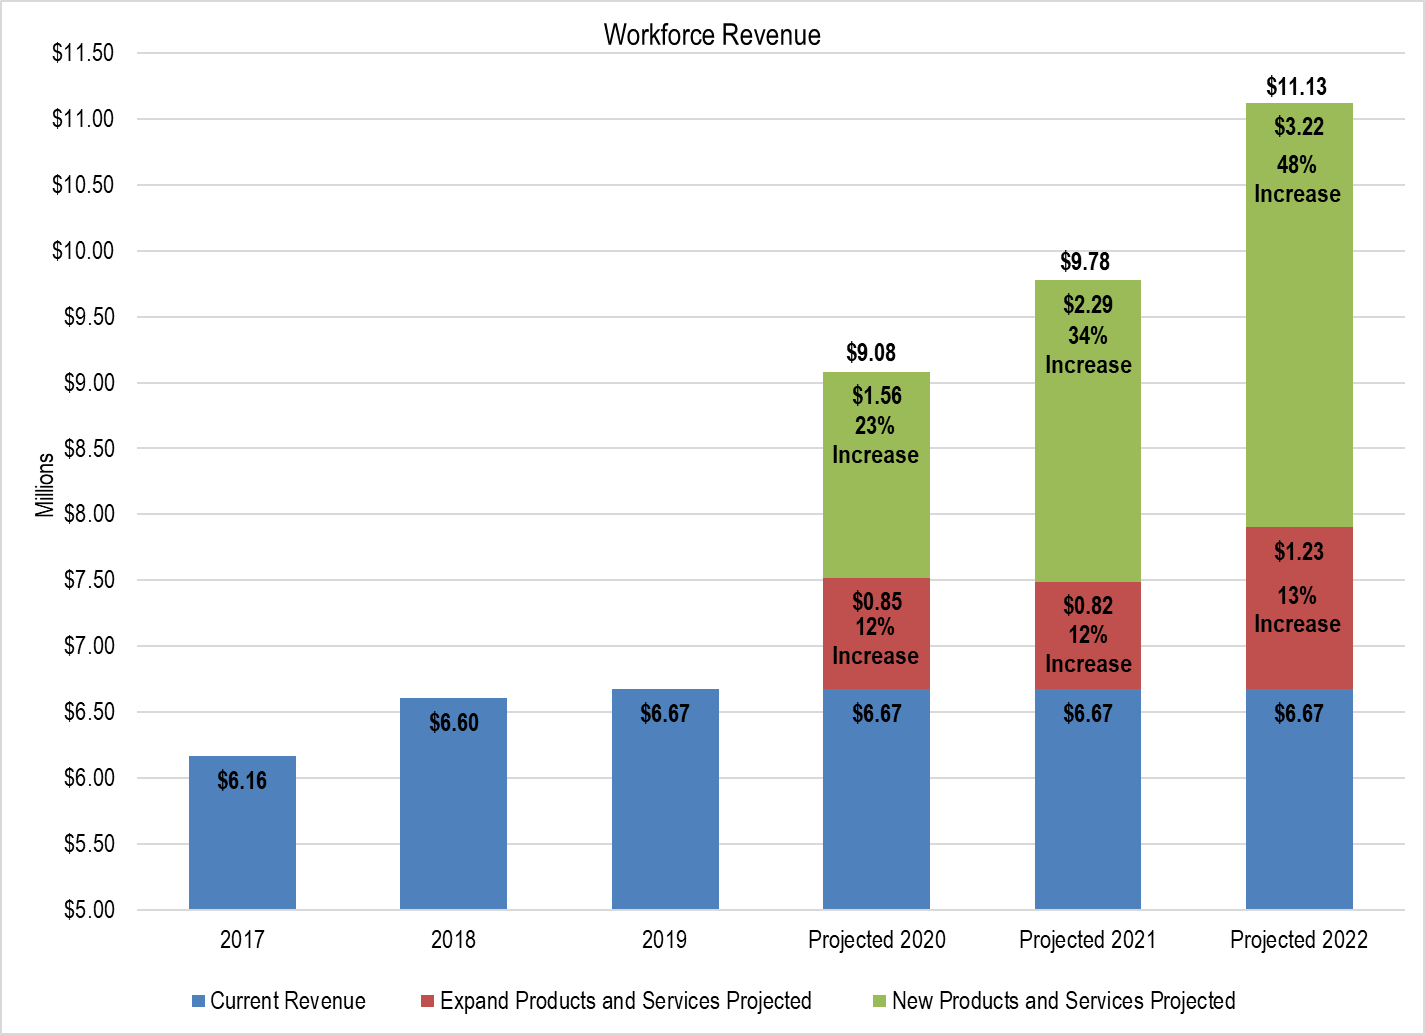 Workforce Revenue
$11.50
$11.00
$10.50
$10.00
$9.50
$9.00
$8.50
$8.00
$7.50
$7.00
$6.50
$6.00
$5.50
$5.00
Millions
$6.16
$6.60
$6.67
$9.08
$1.56
23%
Increase
$0.85
12%
Increase
$6.67
$9.78
$2.29
34%
Increase
$0.82
12%
Increase
$6.67
$11.13
$3.22
48%
Increase
$1.23
13%
Increase
$6.67
2017
2018
2019
Projected 2020
Projected 2021
Projected 2022
Current Revenue
Expand Products and Services Projected
New Products and Services Projected